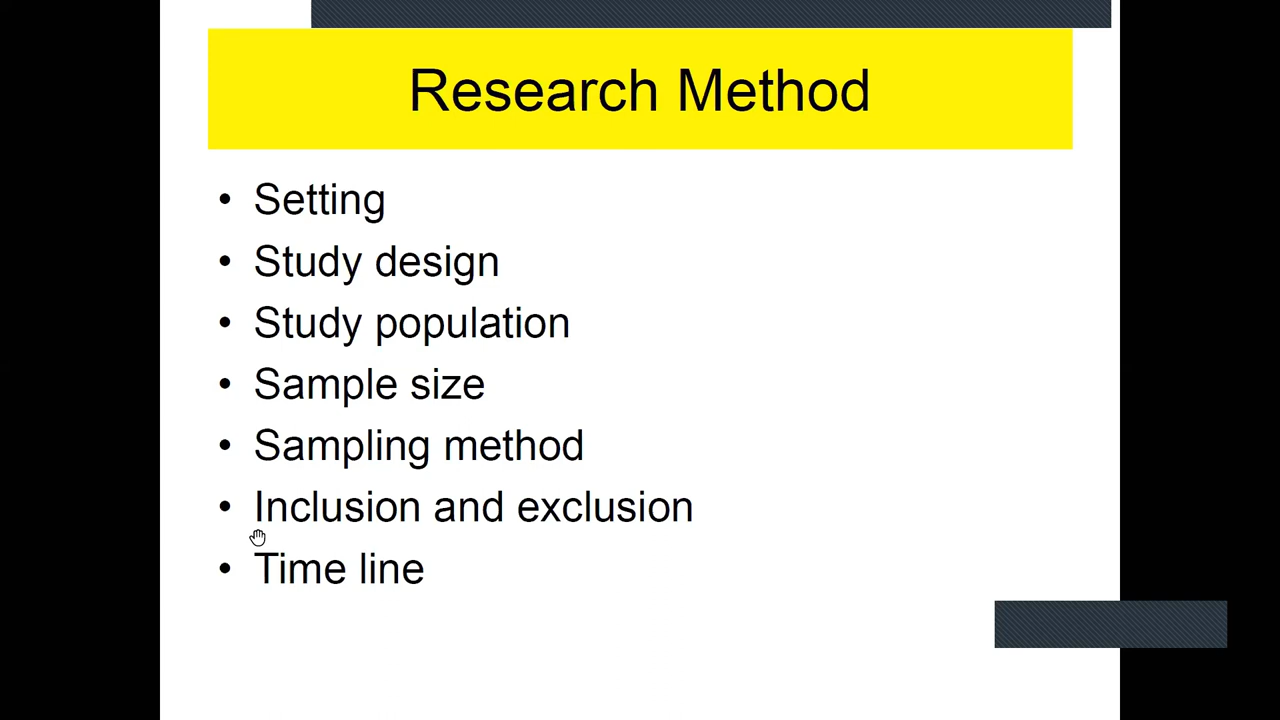 Research Method
• Setting
• Study design
• Study population
• Sample size
• Sampling method
• Inclusion and exclusion
• Time line